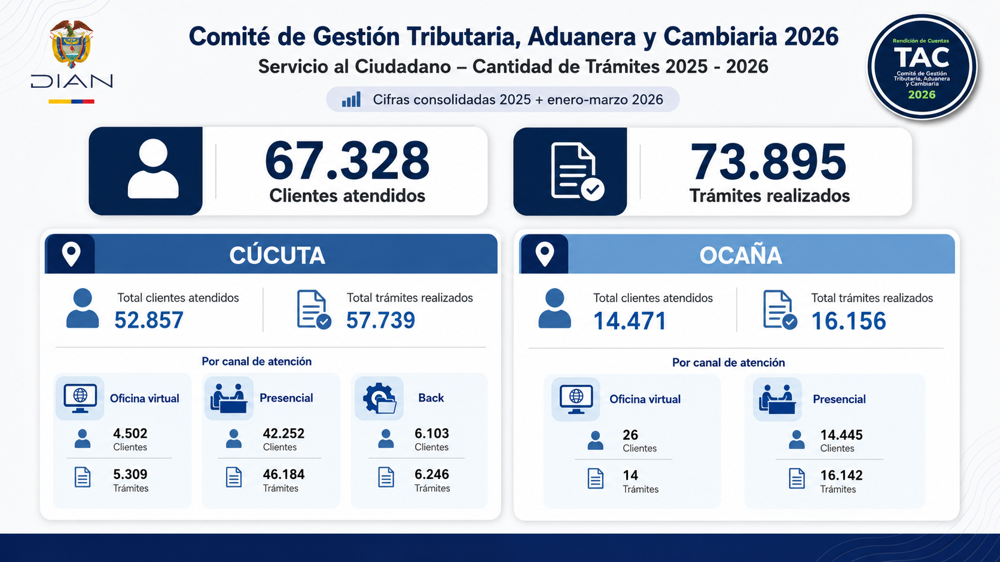 DIAN
Comité de Gestión Tributaria, Aduanera y Cambiaria 2026
Servicio al Ciudadano – Cantidad de Trámites 2025 - 2026
Cifras consolidadas 2025 + enero-marzo 2026
Rendición de Cuentas
TAC
Comité de Gestión
Tributaria, Aduanera
y Cambiaria
2026
67.328
Clientes atendidos
73.895
Trámites realizados
CÚCUTA
Total clientes atendidos
52.857
Total trámites realizados
57.739
Por canal de atención
Oficina virtual
4.502
Clientes
5.309
Trámites
Presencial
42.252
Clientes
46.184
Trámites
Back
6.103
Clientes
6.246
Trámites
OCAÑA
Total clientes atendidos
14.471
Total trámites realizados
16.156
Por canal de atención
Oficina virtual
26
Clientes
14
Trámites
Presencial
14.445
Clientes
16.142
Trámites